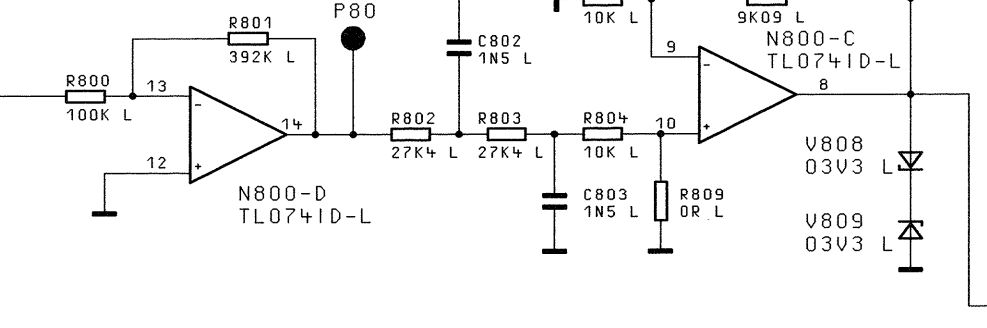 P80
10K L
9K09 L
R801
392K L
C802
1N5 L
9
N800-C
TL074ID-L
8
R800
100K L
13
-
14
R802
27K4 L
R803
27K4 L
R804
10K L
10
-
+
12
+
N800-D
TL074ID-L
C803
1N5 L
R809
0R L
V808
03V3 L
V809
03V3 L